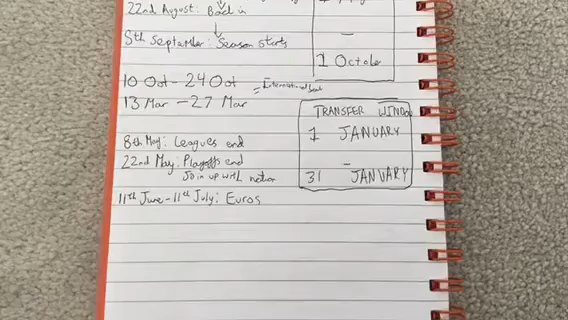 22nd August: Back in
5th September: Season starts
1 October
10 Oct - 24 Oct
= International break
13 Mar - 27 Mar
TRANSFER WINDOW
1 JANUARY
-
31 JANUARY
8th May: Leagues end
22nd May: Playoffs end
Join up with nation
11th June - 11th July: Euros